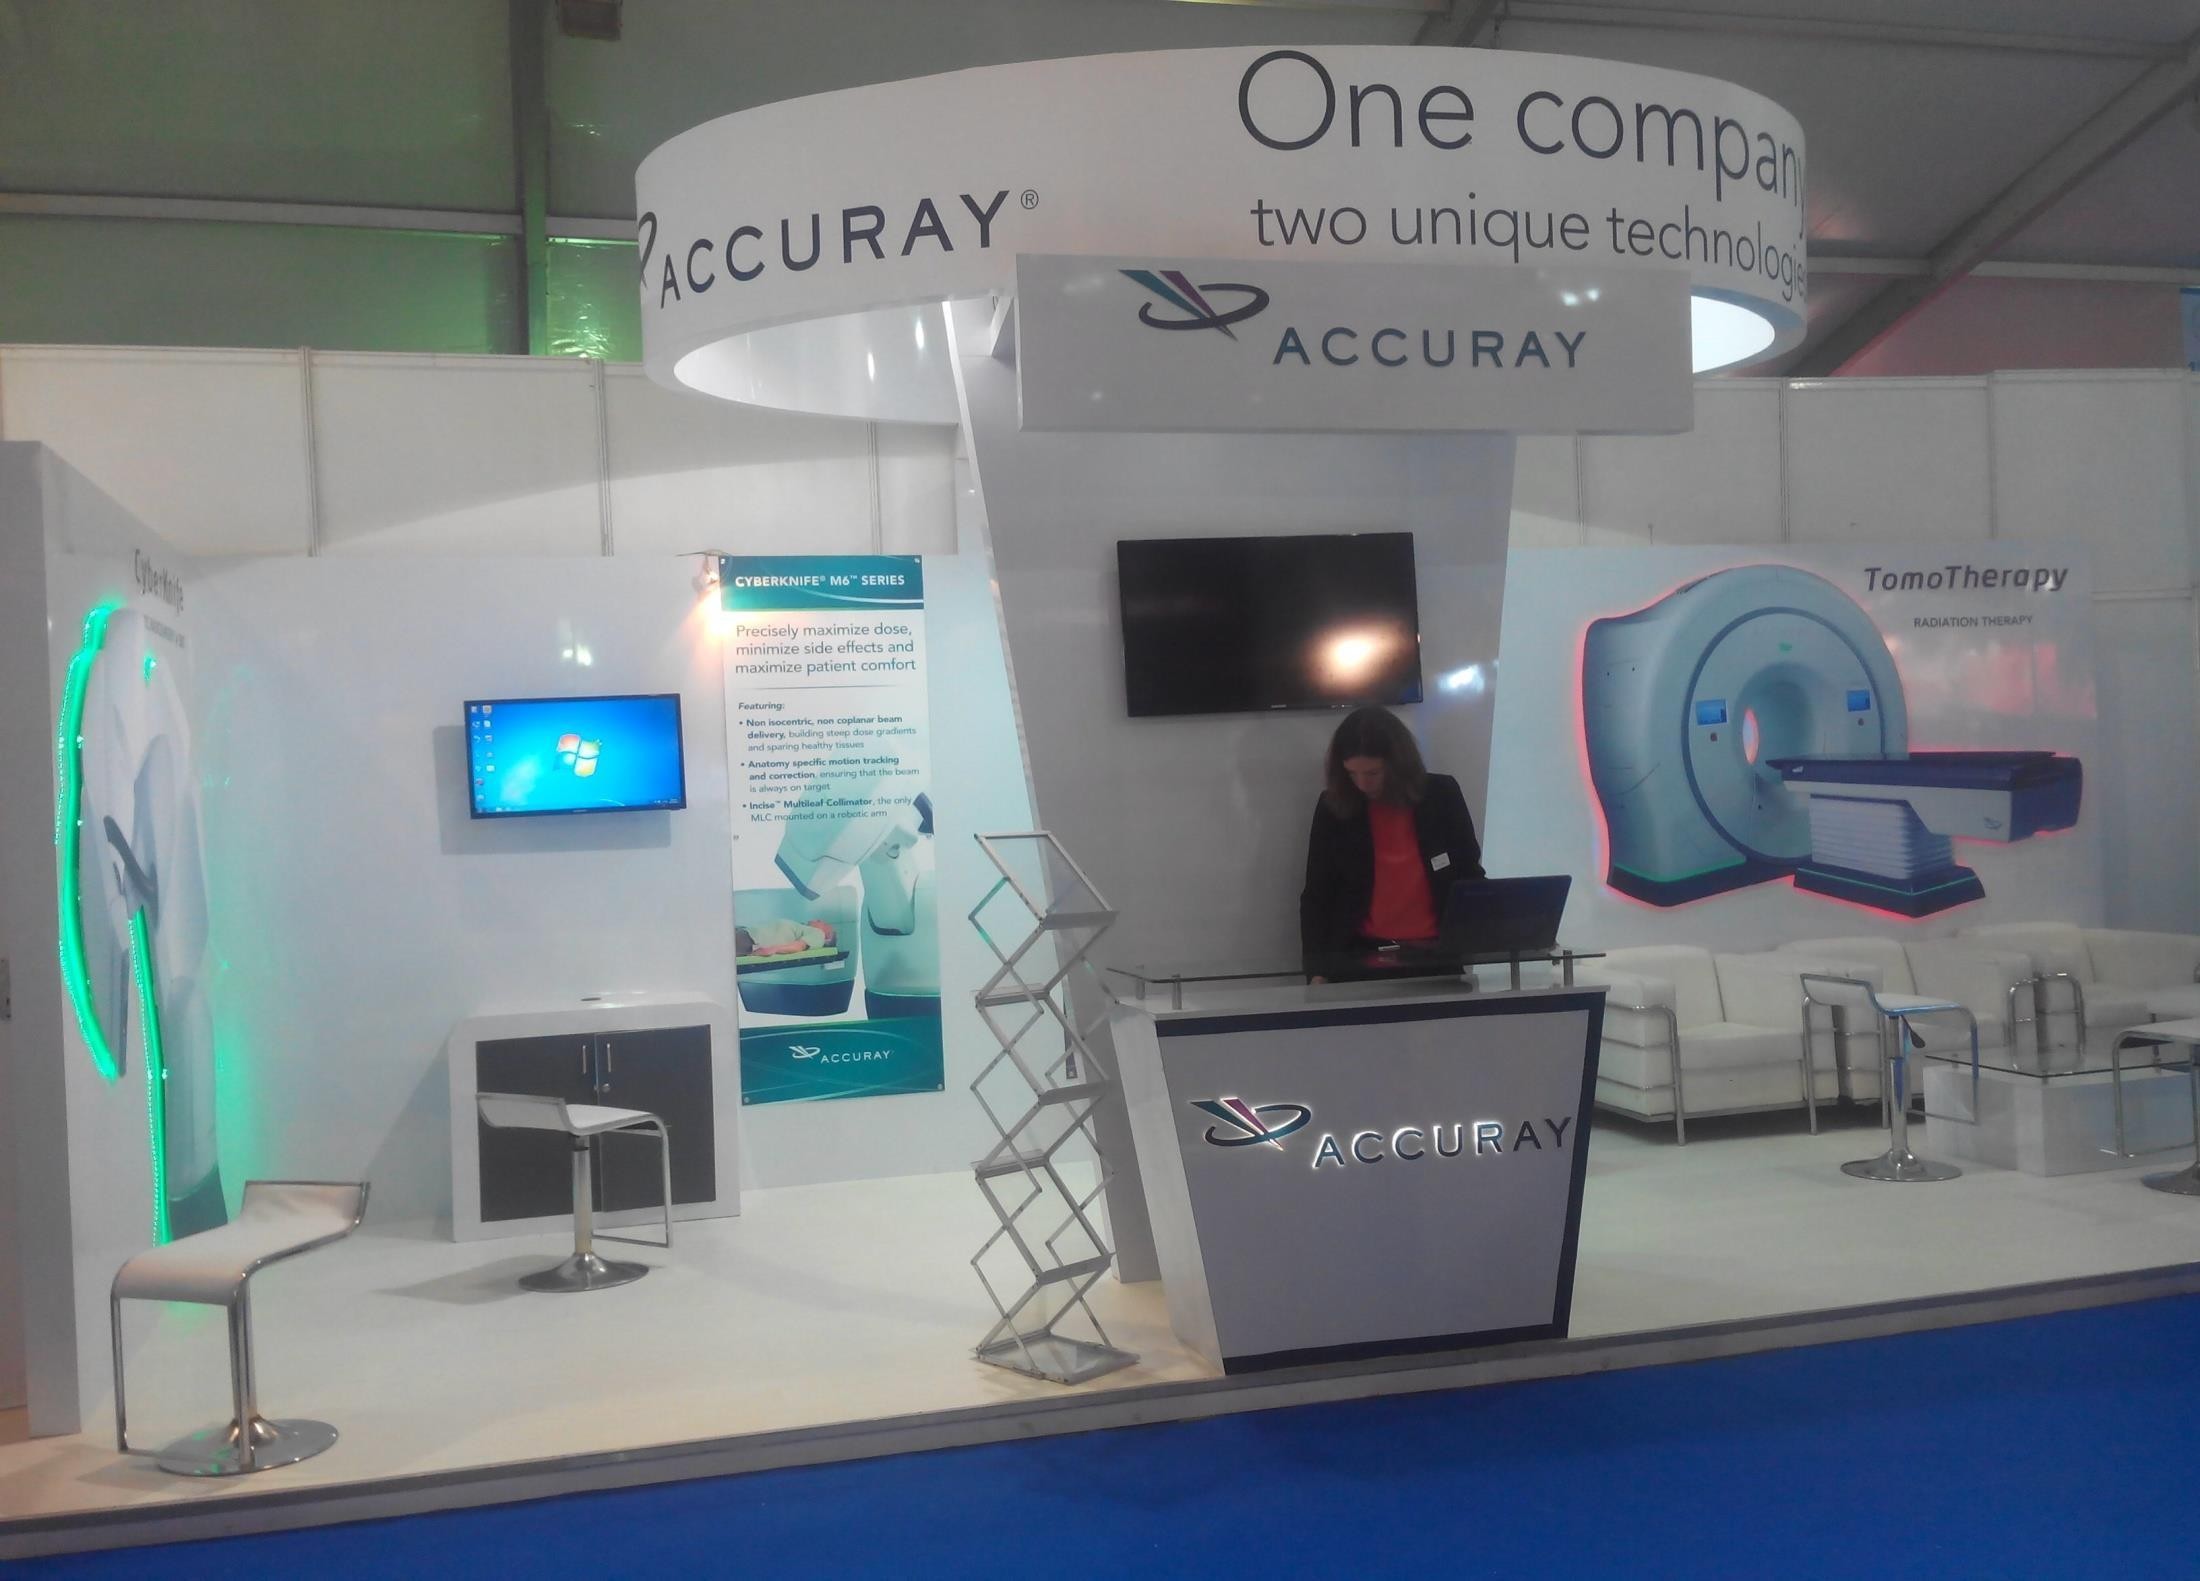 One company
two unique technologie
ACCURAY®
ACCURAY
CyberKnife
CYBERKNIFE® M6™ SERIES
Precisely maximize dose,
minimize side effects and
maximize patient comfort
Featuring:
• Non isocentric, non coplanar beam
delivery, building steep dose gradients
and sparing healthy tissues
• Anatomy specific motion tracking
and correction, ensuring that the beam
is always on target
• Incise™ Multileaf Collimator, the only
MLC mounted on a robotic arm
ACCURAY
TomoTherapy
RADIATION THERAPY
ACCURAY